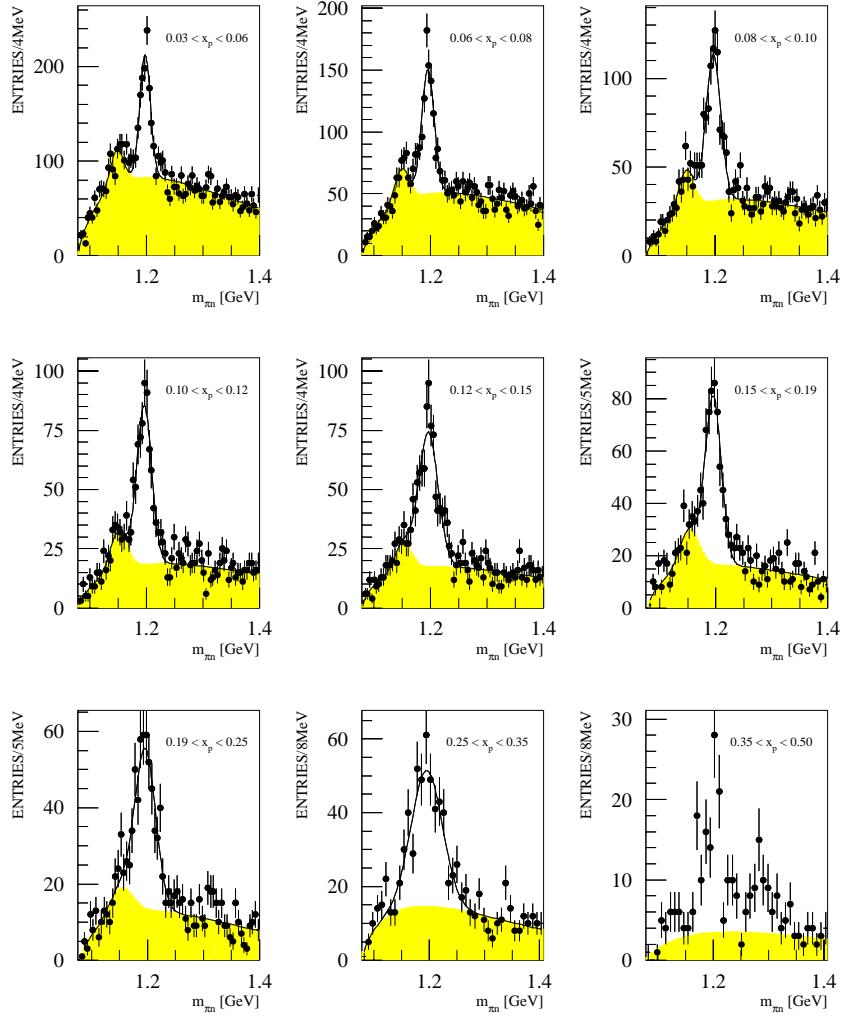 ENTRIES/4MeV
0.03 < x_p < 0.06
200
100
0
1.2
1.4
m_πn [GeV]
ENTRIES/4MeV
0.06 < x_p < 0.08
200
150
100
50
0
1.2
1.4
m_πn [GeV]
ENTRIES/4MeV
0.08 < x_p < 0.10
100
50
0
1.2
1.4
m_πn [GeV]
ENTRIES/4MeV
0.10 < x_p < 0.12
100
75
50
25
0
1.2
1.4
m_πn [GeV]
ENTRIES/4MeV
0.12 < x_p < 0.15
100
75
50
25
0
1.2
1.4
m_πn [GeV]
ENTRIES/5MeV
0.15 < x_p < 0.19
80
60
40
20
0
1.2
1.4
m_πn [GeV]
ENTRIES/5MeV
0.19 < x_p < 0.25
60
40
20
0
1.2
1.4
m_πn [GeV]
ENTRIES/8MeV
0.25 < x_p < 0.35
60
40
20
0
1.2
1.4
m_πn [GeV]
ENTRIES/8MeV
0.35 < x_p < 0.50
30
20
10
0
1.2
1.4
m_πn [GeV]